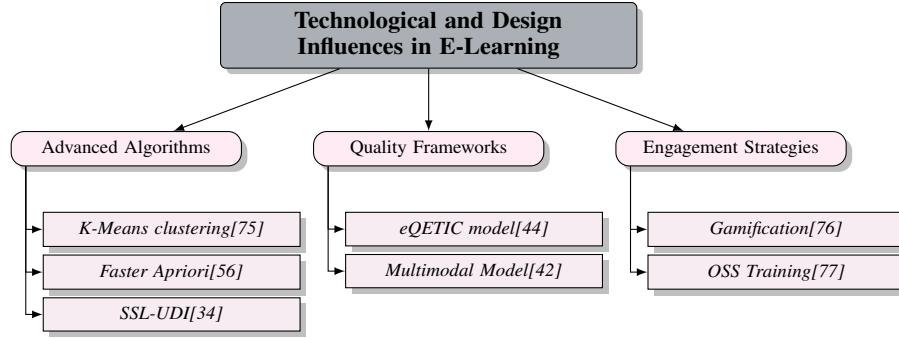 Technological and Design
Influences in E-Learning
Advanced Algorithms
Quality Frameworks
Engagement Strategies
K-Means clustering[75]
eQETIC model[44]
Gamification[76]
Faster Apriori[56]
Multimodal Model[42]
OSS Training[77]
SSL-UDI[34]